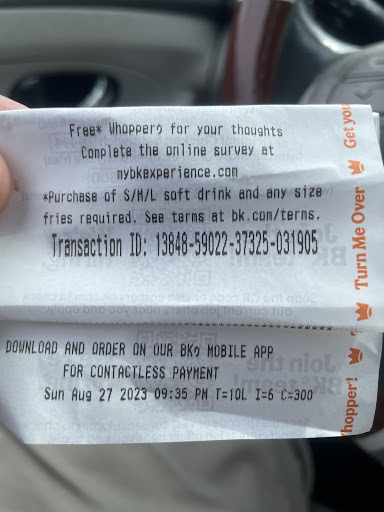 Free* Whopper? for your thoughts
Complete the online survey at
mybkexperience.com
*Purchase of S/M/L soft drink and any size
fries required. See terms at bk.com/terms.
Transaction ID: 13848-59022-37325-031905
DOWNLOAD AND ORDER ON OUR BK? MOBILE APP
FOR CONTACTLESS PAYMENT
Sun Aug 27 2023 09:35 PM T=10L I=6 C=300
Get you
Turn Me Over
hopper!